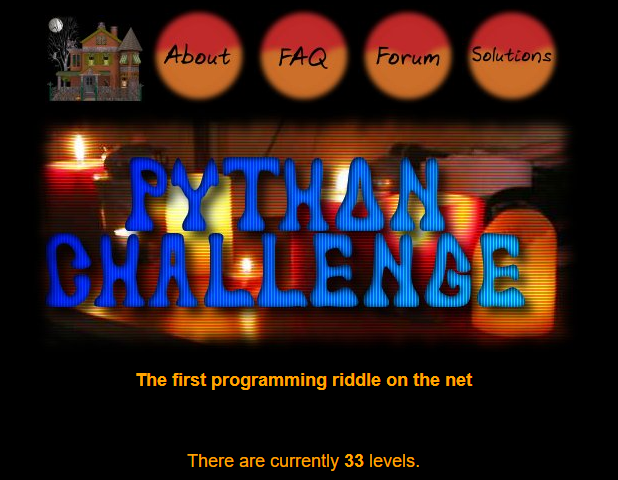 About FAQ Forum Solutions
PYTHON
CHALLENGE
The first programming riddle on the net
There are currently 33 levels.